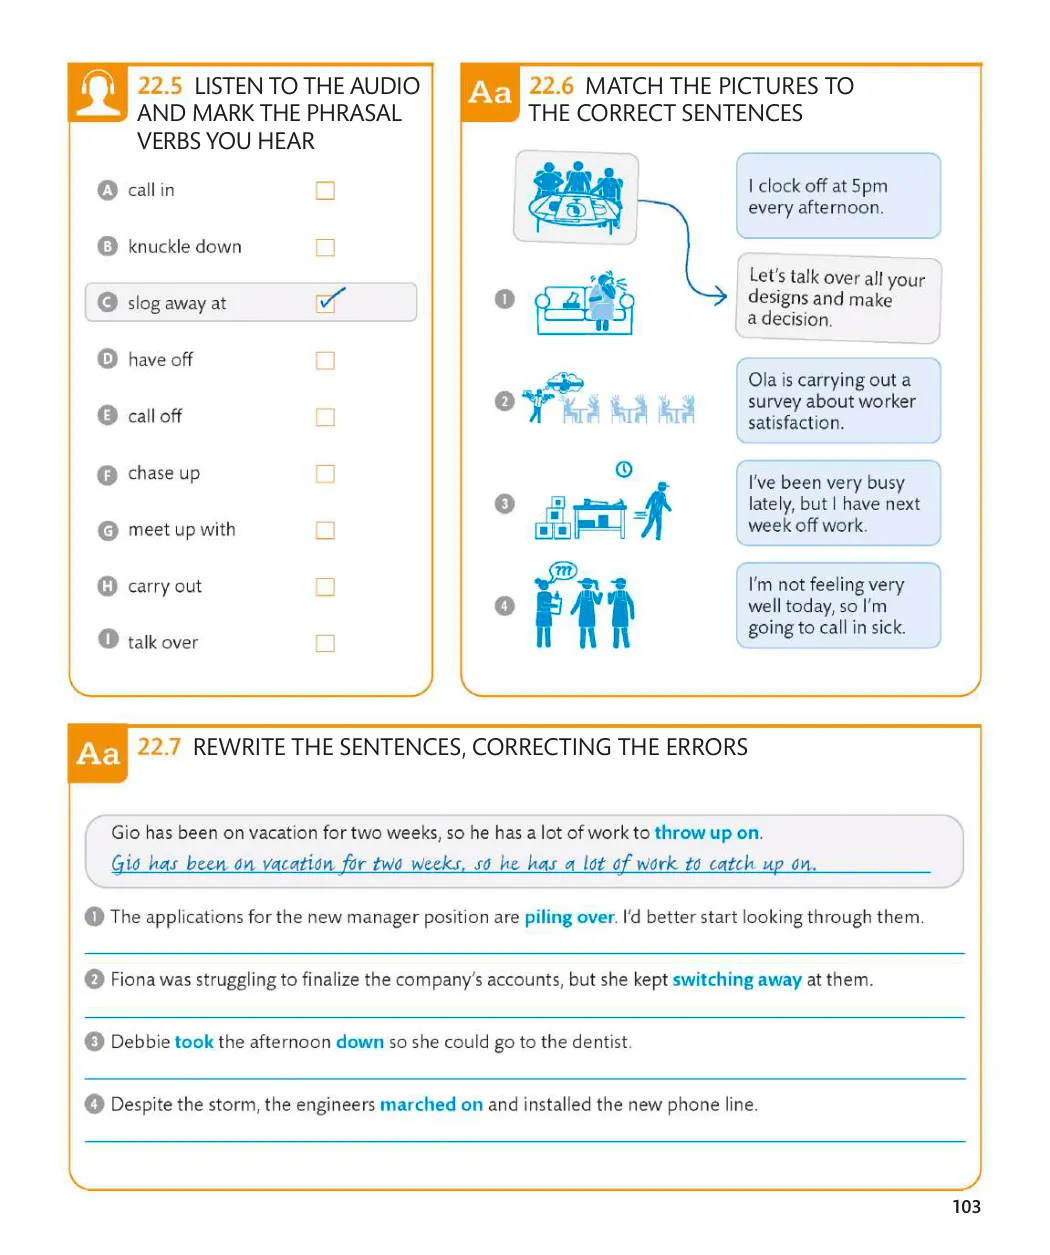 22.5 LISTEN TO THE AUDIO
AND MARK THE PHRASAL
VERBS YOU HEAR
A call in
B knuckle down
C slog away at
D have off
E call off
F chase up
G meet up with
H carry out
I talk over
Aa 22.6 MATCH THE PICTURES TO
THE CORRECT SENTENCES
1
2
3
4
???
I clock off at 5pm
every afternoon.
Let's talk over all your
designs and make
a decision.
Ola is carrying out a
survey about worker
satisfaction.
I've been very busy
lately, but I have next
week off work.
I'm not feeling very
well today, so I'm
going to call in sick.
Aa 22.7 REWRITE THE SENTENCES, CORRECTING THE ERRORS
Gio has been on vacation for two weeks, so he has a lot of work to throw up on.
Gio has been on vacation for two weeks, so he has a lot of work to catch up on.
1 The applications for the new manager position are piling over. I'd better start looking through them.
2 Fiona was struggling to finalize the company's accounts, but she kept switching away at them.
3 Debbie took the afternoon down so she could go to the dentist.
4 Despite the storm, the engineers marched on and installed the new phone line.
103